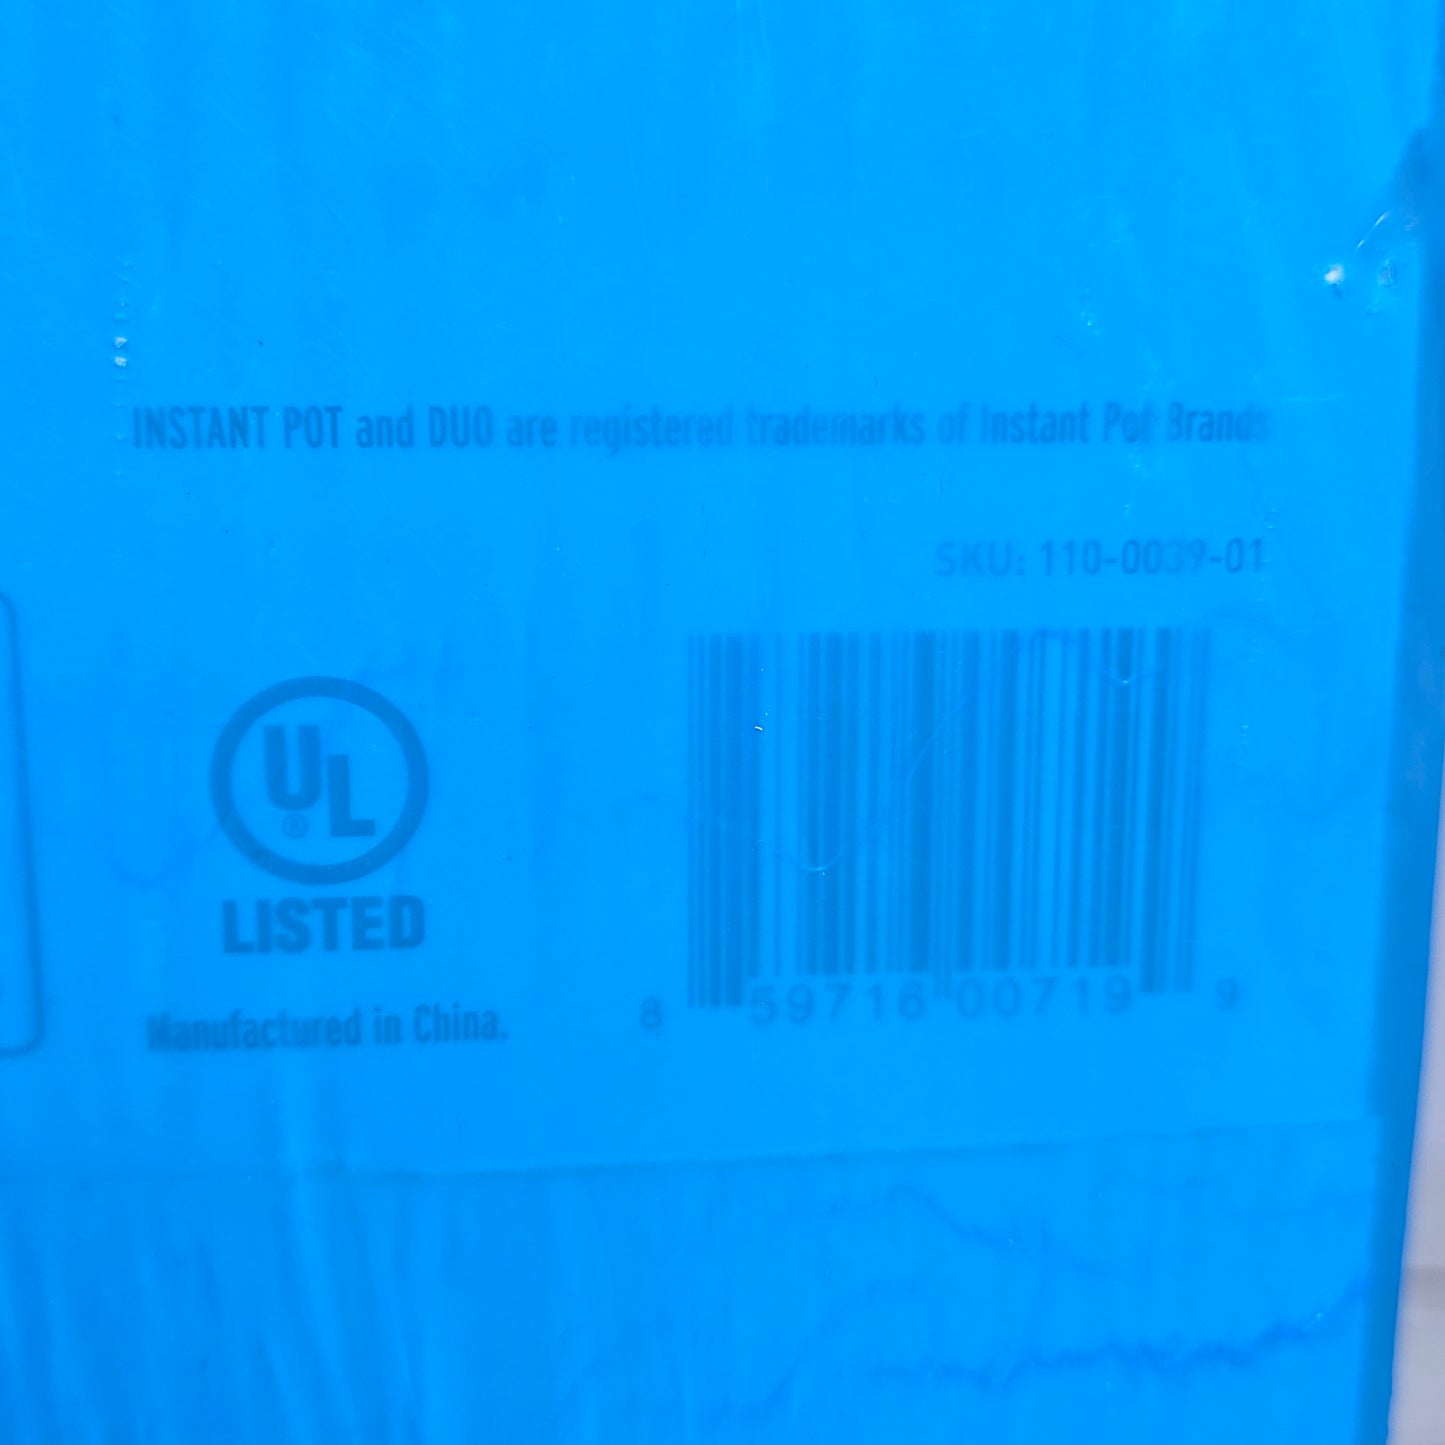 INSTANT POT and DUO are registered trademarks of Instant Pot Brands
SKU: 110-0039-01
UL
®
LISTED
Manufactured in China.
8 59716 00719 9